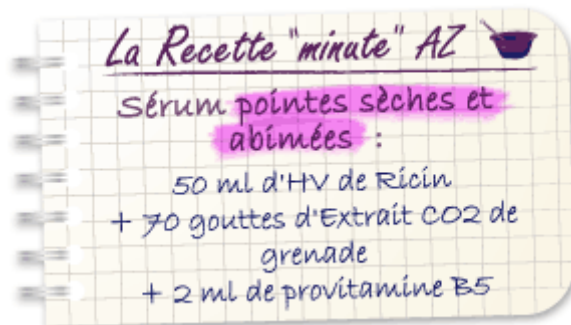 La Recette "minute" AZ
Sérum pointes sèches et
abimées :
50 ml d'HV de Ricin
+ 70 gouttes d'Extrait CO2 de
grenade
+ 2 ml de provitamine B5